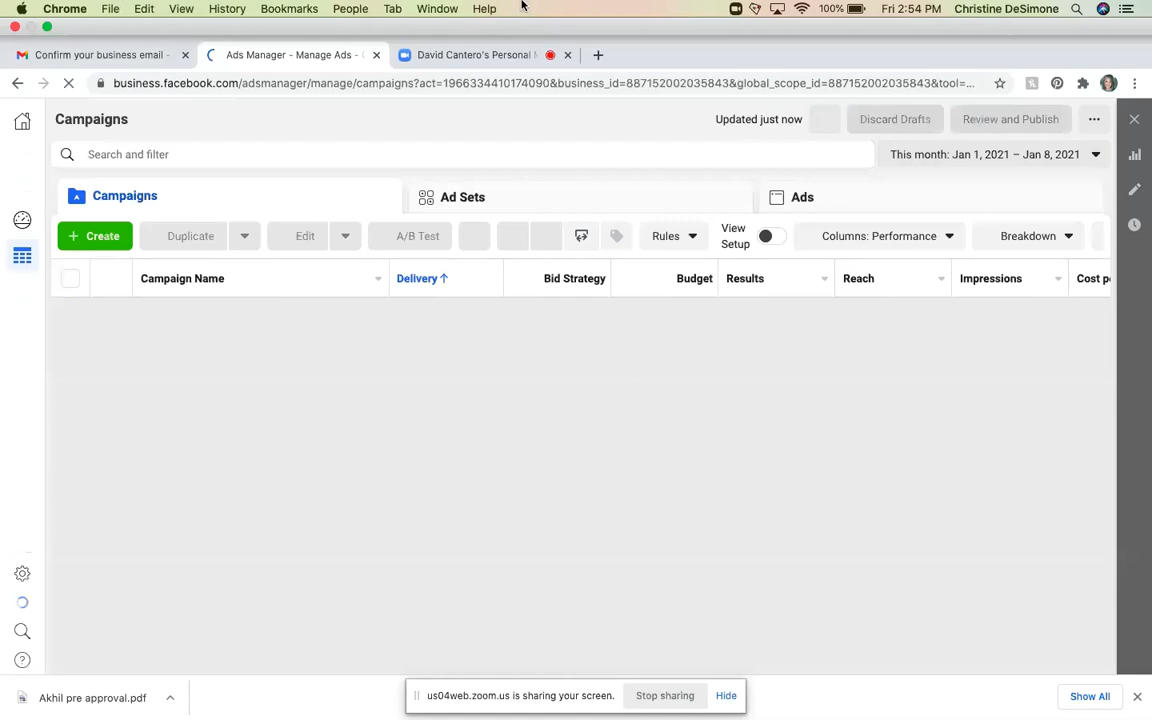 Chrome File Edit View History Bookmarks People Tab Window Help 100% Fri 2:54 PM Christine DeSimone
Confirm your business email - Ads Manager - Manage Ads - David Cantero's Personal M
business.facebook.com/adsmanager/manage/campaigns?act=1966334410174090&business_id=887152002035843&global_scope_id=887152002035843&tool=...
Campaigns Updated just now Discard Drafts Review and Publish
Search and filter This month: Jan 1, 2021 – Jan 8, 2021
Campaigns Ad Sets Ads
+ Create Duplicate Edit A/B Test Rules View Setup Columns: Performance Breakdown
Campaign Name Delivery ↑ Bid Strategy Budget Results Reach Impressions Cost pe
us04web.zoom.us is sharing your screen. Stop sharing Hide
Akhil pre approval.pdf Show All